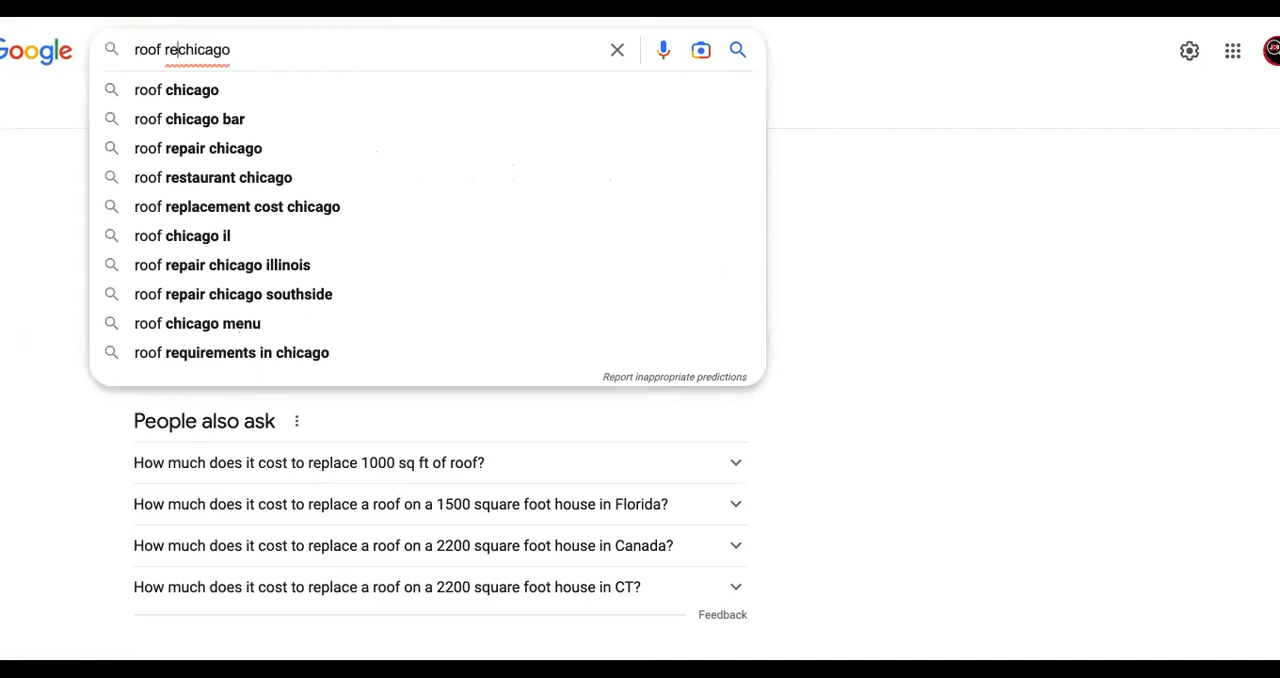 Google
roof rechicago
roof chicago
roof chicago bar
roof repair chicago
roof restaurant chicago
roof replacement cost chicago
roof chicago il
roof repair chicago illinois
roof repair chicago southside
roof chicago menu
roof requirements in chicago
Report inappropriate predictions
People also ask
How much does it cost to replace 1000 sq ft of roof?
How much does it cost to replace a roof on a 1500 square foot house in Florida?
How much does it cost to replace a roof on a 2200 square foot house in Canada?
How much does it cost to replace a roof on a 2200 square foot house in CT?
Feedback